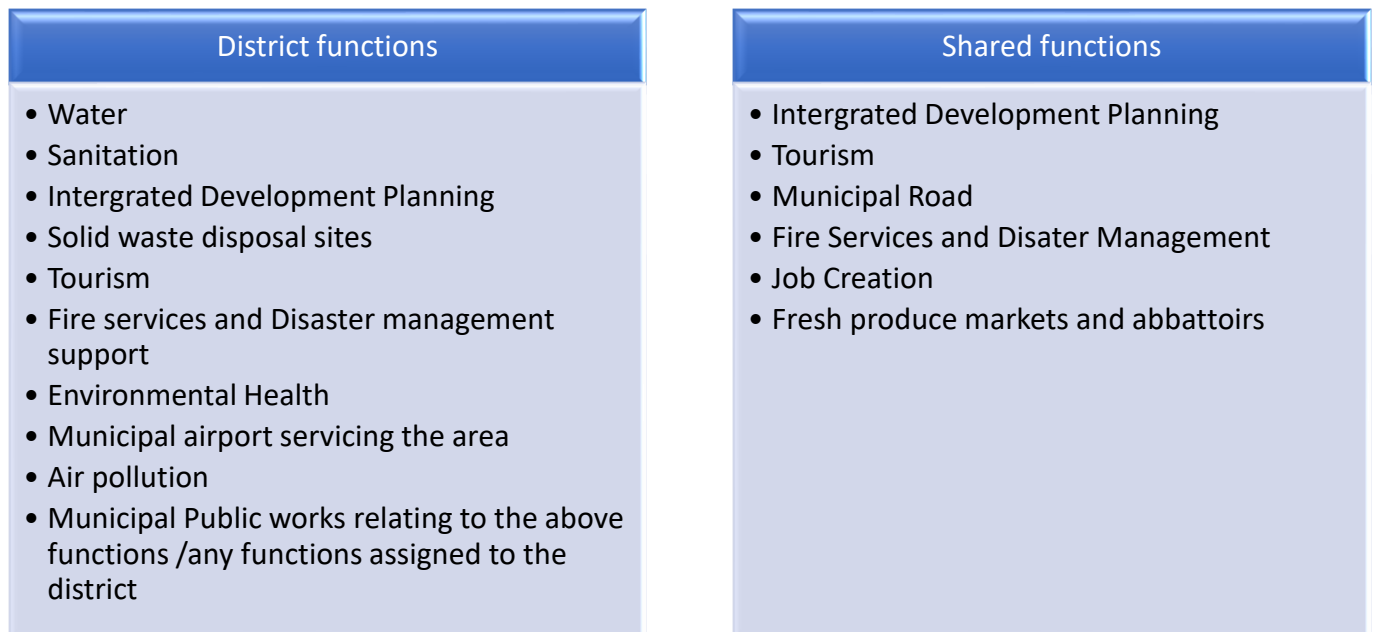 District functions
• Water
• Sanitation
• Intergrated Development Planning
• Solid waste disposal sites
• Tourism
• Fire services and Disaster management
support
• Environmental Health
• Municipal airport servicing the area
• Air pollution
• Municipal Public works relating to the above
functions /any functions assigned to the
district
Shared functions
• Intergrated Development Planning
• Tourism
• Municipal Road
• Fire Services and Disater Management
• Job Creation
• Fresh produce markets and abbattoirs